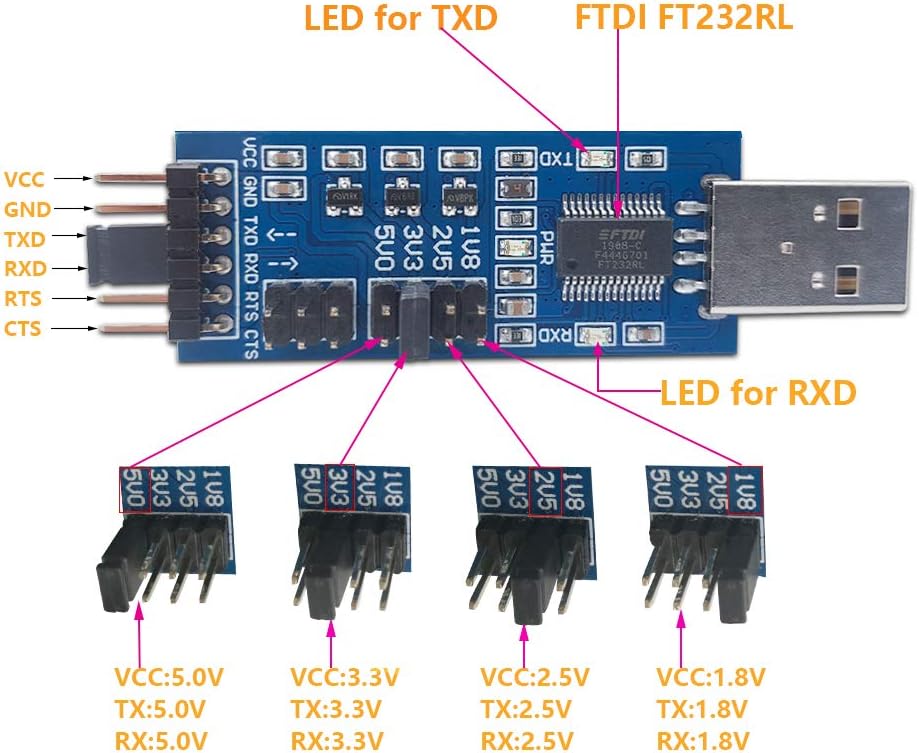 LED for TXD
FTDI FT232RL
VCC
GND
TXD
RXD
RTS
CTS
VCC
GND
TXD
RXD
RTS
CTS
5V0
3V3
2V5
1V8
PWR
TXD
RXD
FTDI
1908-C
F444G701
FT232RL
LED for RXD
5V0
3V3
2V5
1V8
5V0
3V3
2V5
1V8
5V0
3V3
2V5
1V8
5V0
3V3
2V5
1V8
VCC:5.0V
TX:5.0V
RX:5.0V
VCC:3.3V
TX:3.3V
RX:3.3V
VCC:2.5V
TX:2.5V
RX:2.5V
VCC:1.8V
TX:1.8V
RX:1.8V